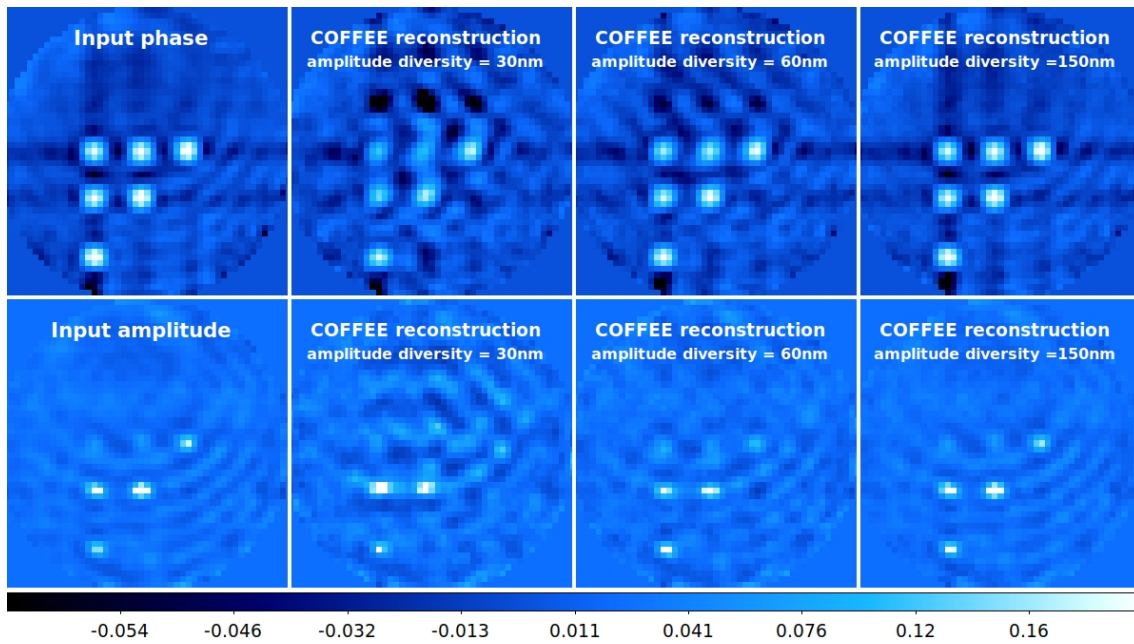 Input phase
COFFEE reconstruction
amplitude diversity = 30nm
COFFEE reconstruction
amplitude diversity = 60nm
COFFEE reconstruction
amplitude diversity =150nm
Input amplitude
COFFEE reconstruction
amplitude diversity = 30nm
COFFEE reconstruction
amplitude diversity = 60nm
COFFEE reconstruction
amplitude diversity =150nm
-0.054 -0.046 -0.032 -0.013 0.011 0.041 0.076 0.12 0.16